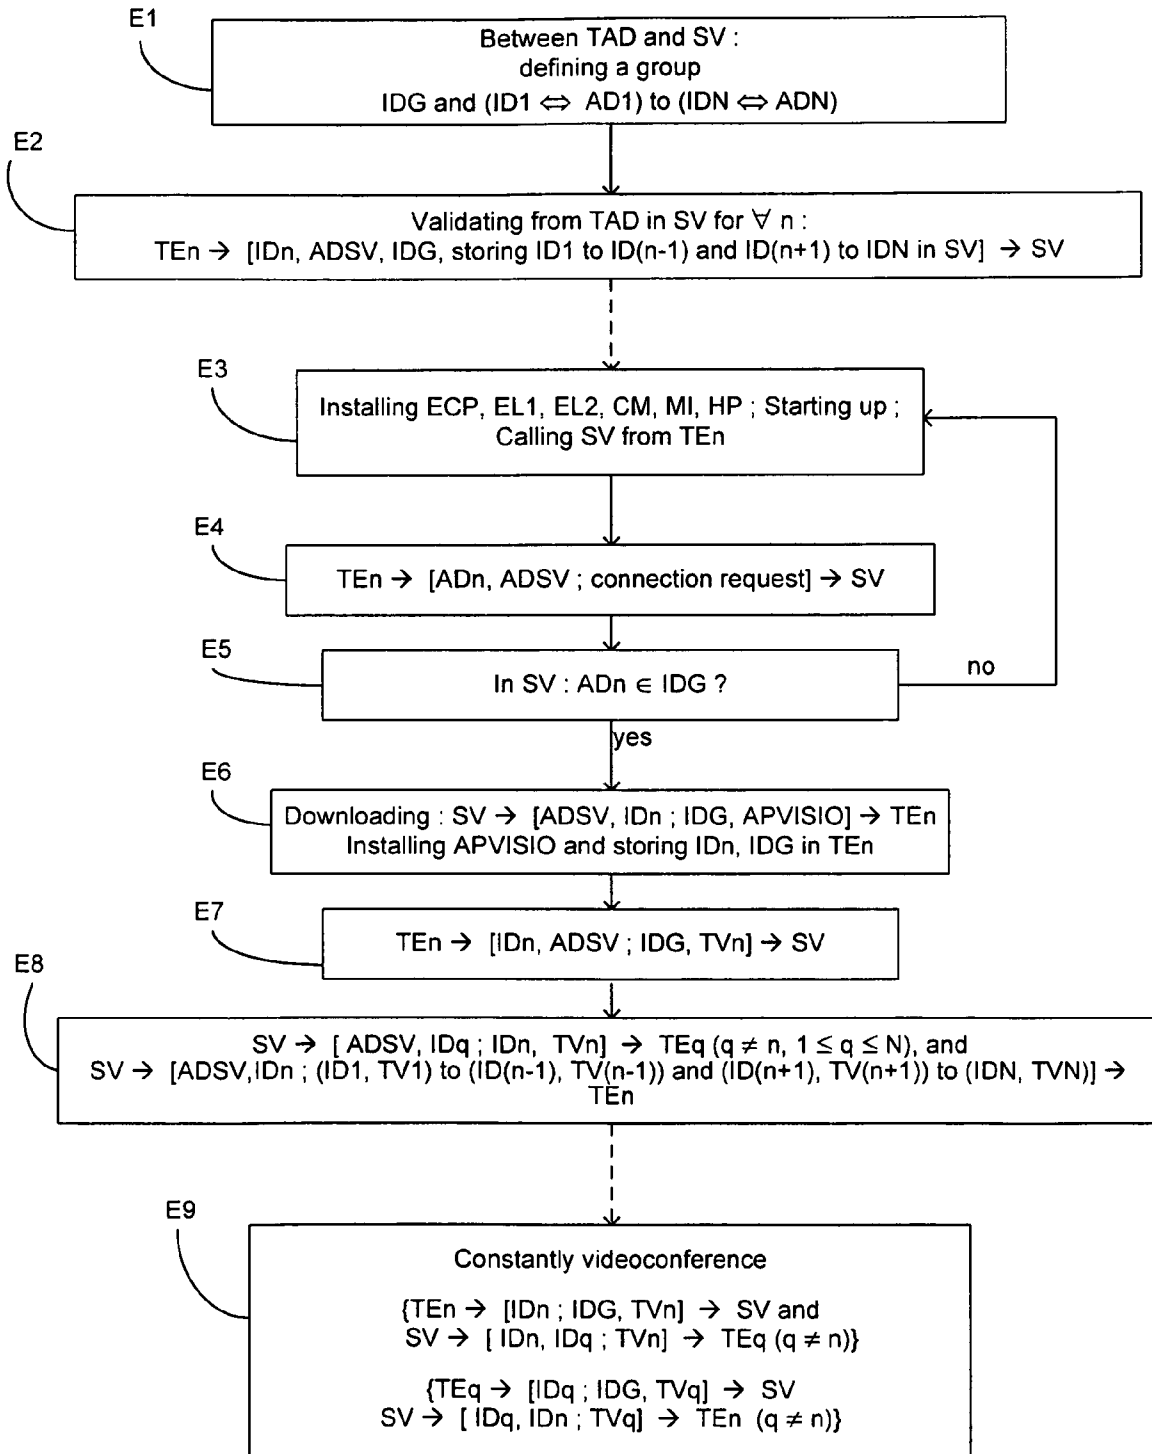 E1
Between TAD and SV :
defining a group
IDG and (ID1 ⇔ AD1) to (IDN ⇔ ADN)
E2
Validating from TAD in SV for ∀ n :
TEn → [IDn, ADSV, IDG, storing ID1 to ID(n-1) and ID(n+1) to IDN in SV] → SV
E3
Installing ECP, EL1, EL2, CM, MI, HP ; Starting up ;
Calling SV from TEn
E4
TEn → [ADn, ADSV ; connection request] → SV
E5
In SV : ADn ∈ IDG ?
no
yes
E6
Downloading : SV → [ADSV, IDn ; IDG, APVISIO] → TEn
Installing APVISIO and storing IDn, IDG in TEn
E7
TEn → [IDn, ADSV ; IDG, TVn] → SV
E8
SV → [ ADSV, IDq ; IDn, TVn] → TEq (q ≠ n, 1 ≤ q ≤ N), and
SV → [ADSV,IDn ; (ID1, TV1) to (ID(n-1), TV(n-1)) and (ID(n+1), TV(n+1)) to (IDN, TVN)] →
TEn
E9
Constantly videoconference
{TEn → [IDn ; IDG, TVn] → SV and
SV → [ IDn, IDq ; TVn] → TEq (q ≠ n)}
{TEq → [IDq ; IDG, TVq] → SV
SV → [ IDq, IDn ; TVq] → TEn (q ≠ n)}